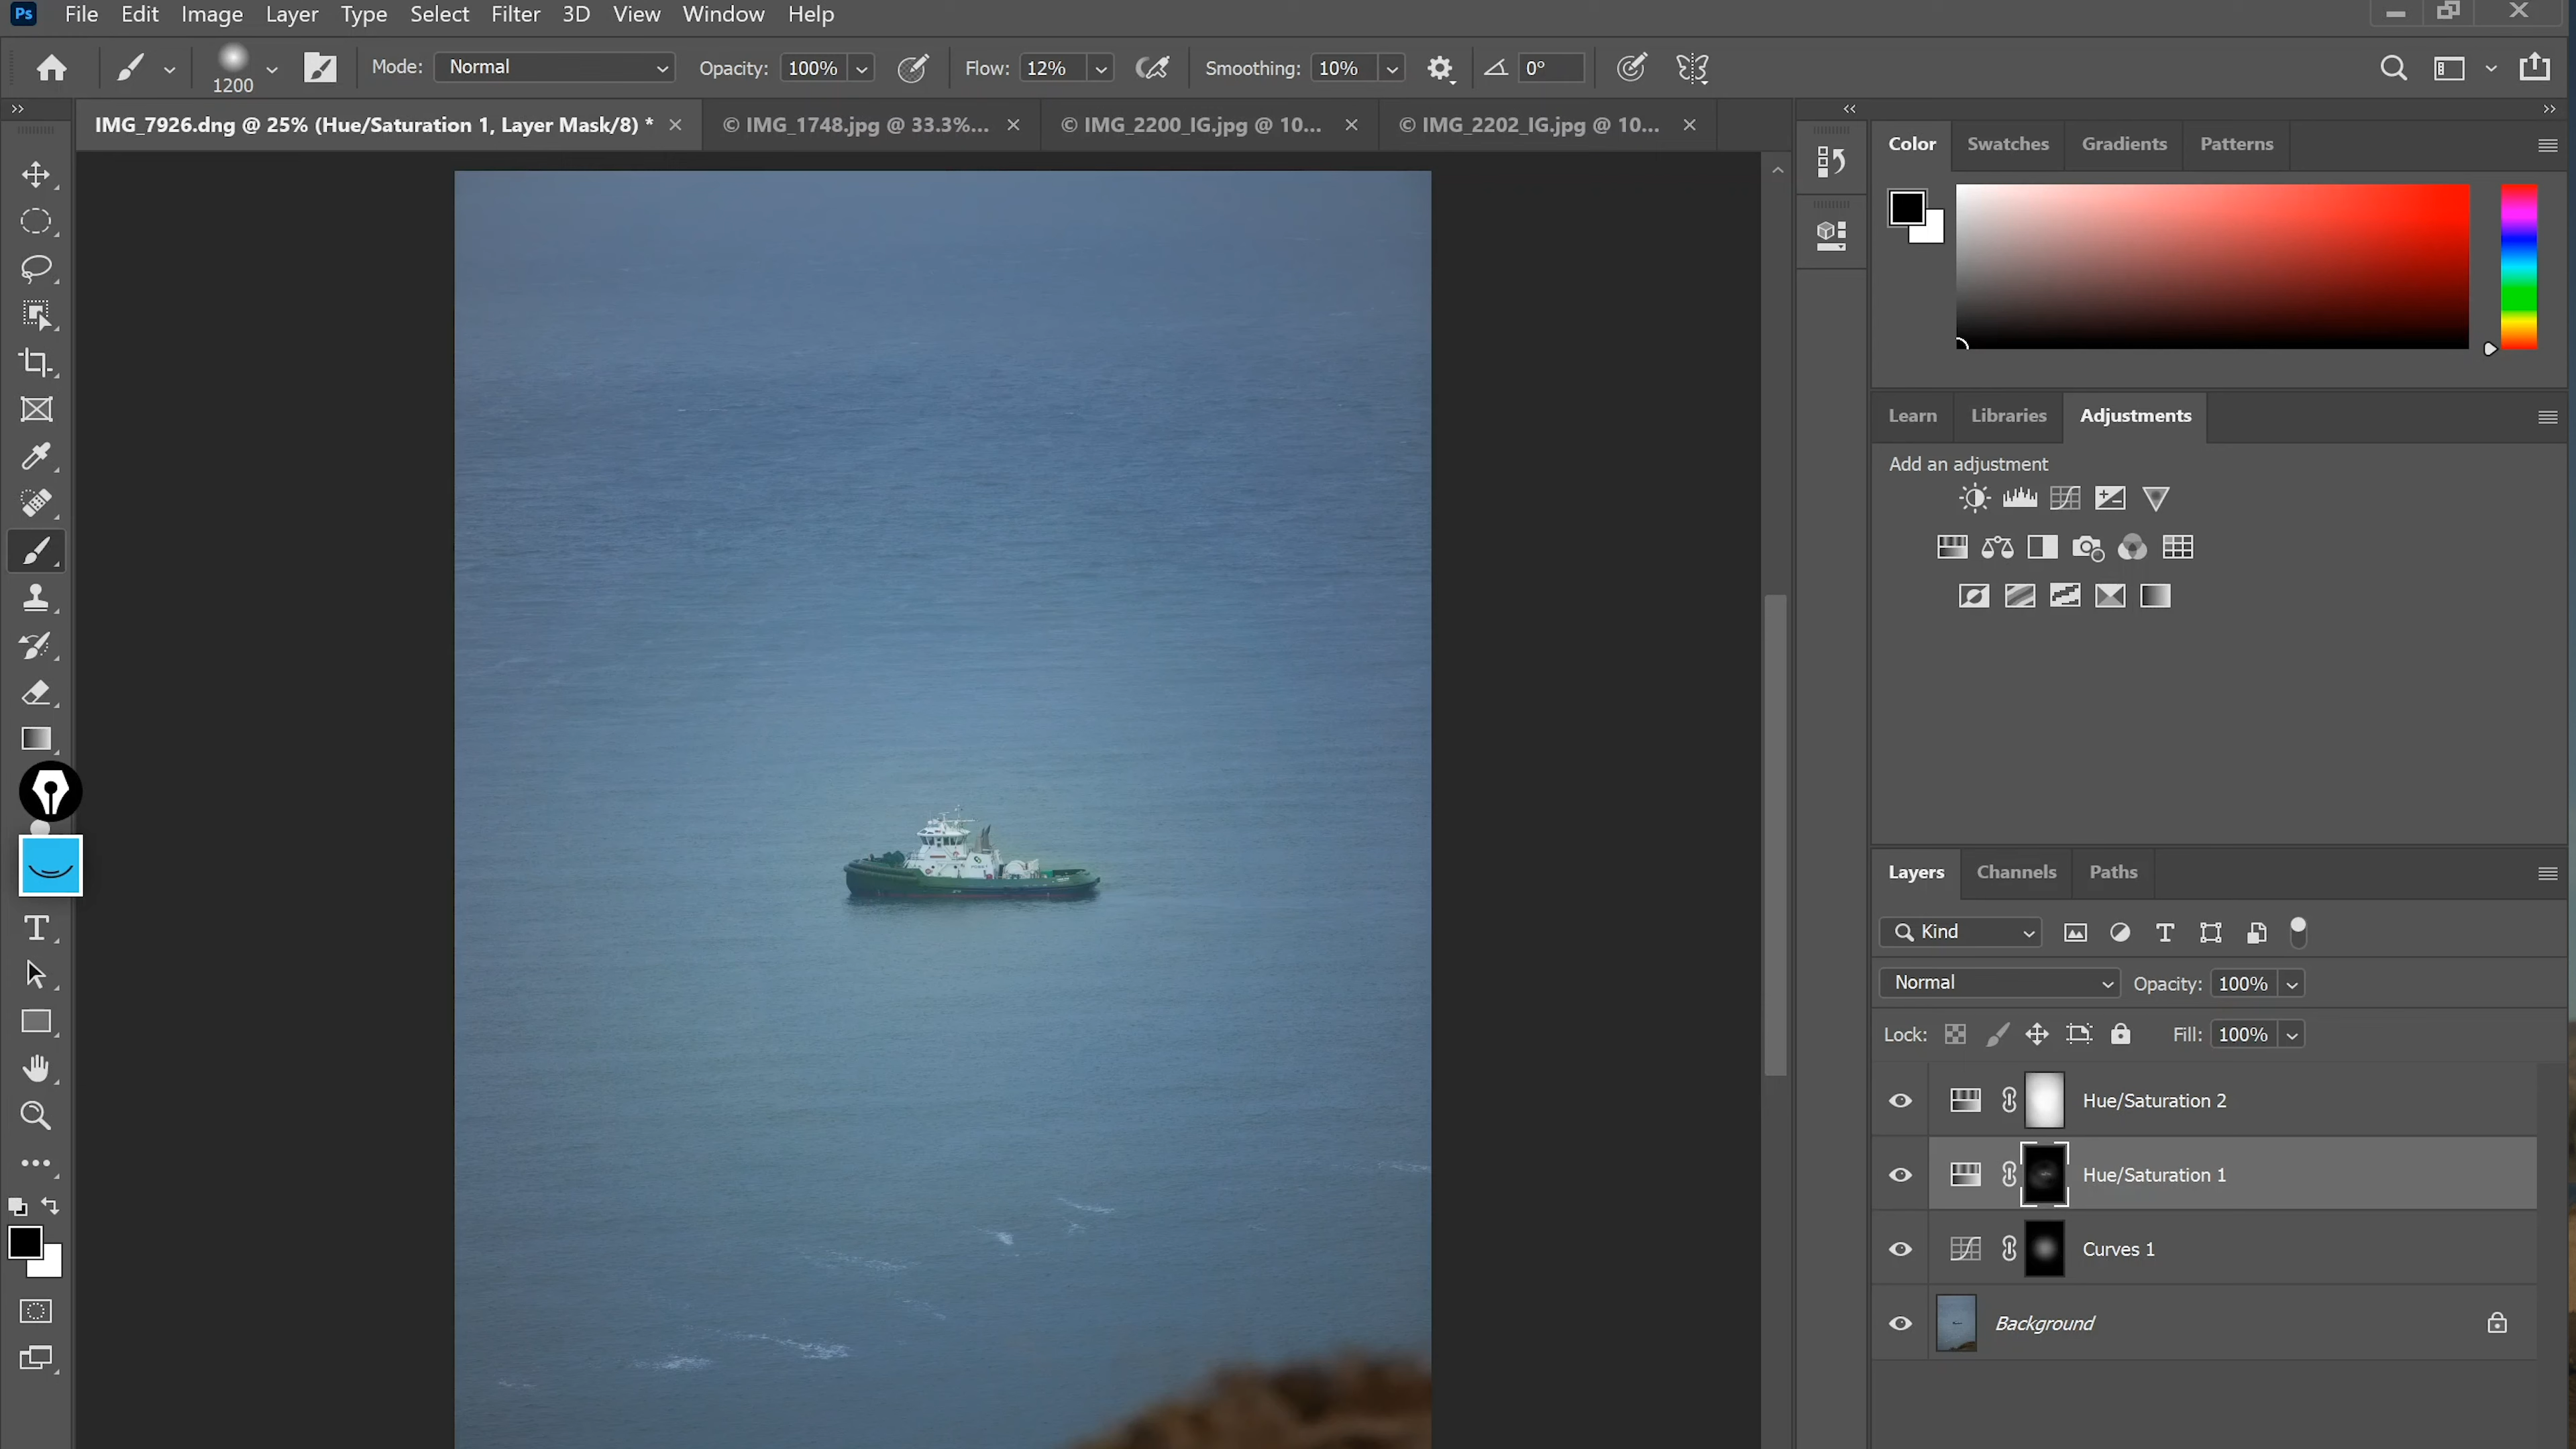 Ps File Edit Image Layer Type Select Filter 3D View Window Help
1200 Mode: Normal Opacity: 100% Flow: 12% Smoothing: 10% 0°
IMG_7926.dng @ 25% (Hue/Saturation 1, Layer Mask/8) * © IMG_1748.jpg @ 33.3%... © IMG_2200_IG.jpg @ 10... © IMG_2202_IG.jpg @ 10...
Color Swatches Gradients Patterns
Learn Libraries Adjustments
Add an adjustment
Layers Channels Paths
Kind
Normal Opacity: 100%
Lock: Fill: 100%
Hue/Saturation 2
Hue/Saturation 1
Curves 1
Background